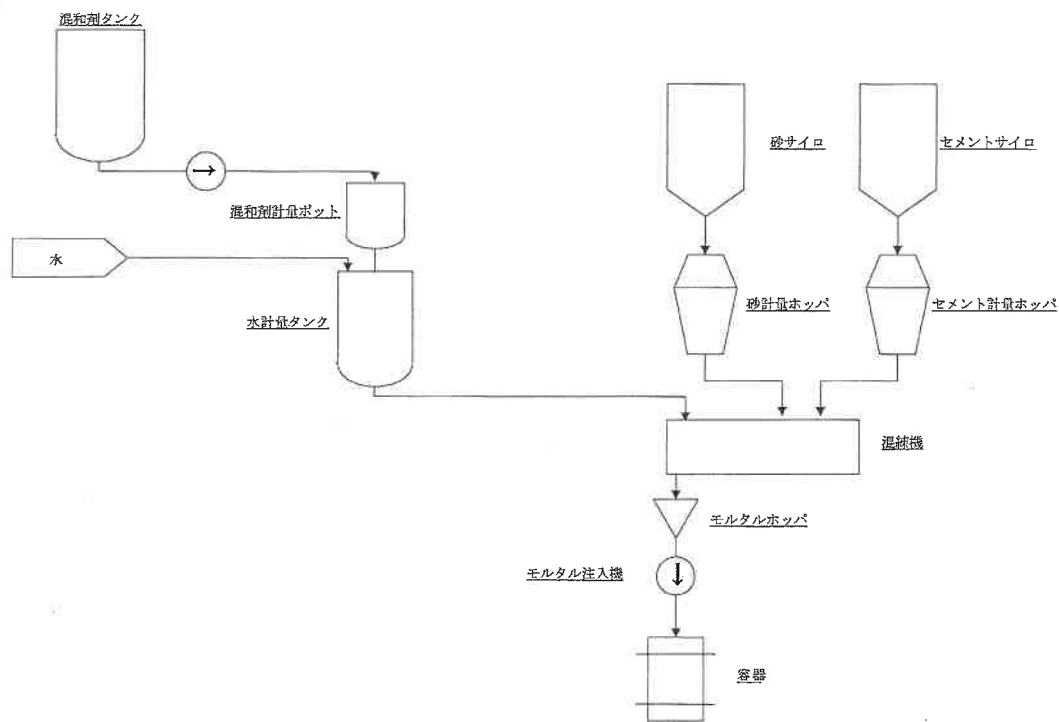 混和剤タンク
砂サイロ
セメントサイロ
混和剤計量ポット
水
砂計量ホッパ
セメント計量ホッパ
水計量タンク
混練機
モルタルホッパ
モルタル注入機
容器